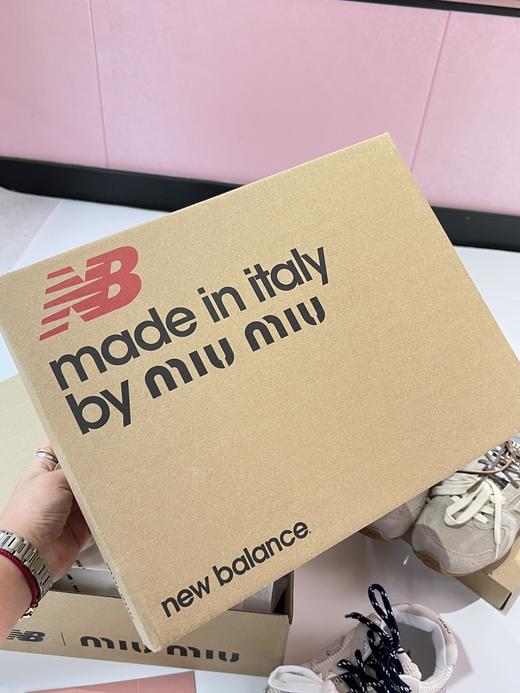 NB
made in italy
by miu miu
new balance
NB | miu miu